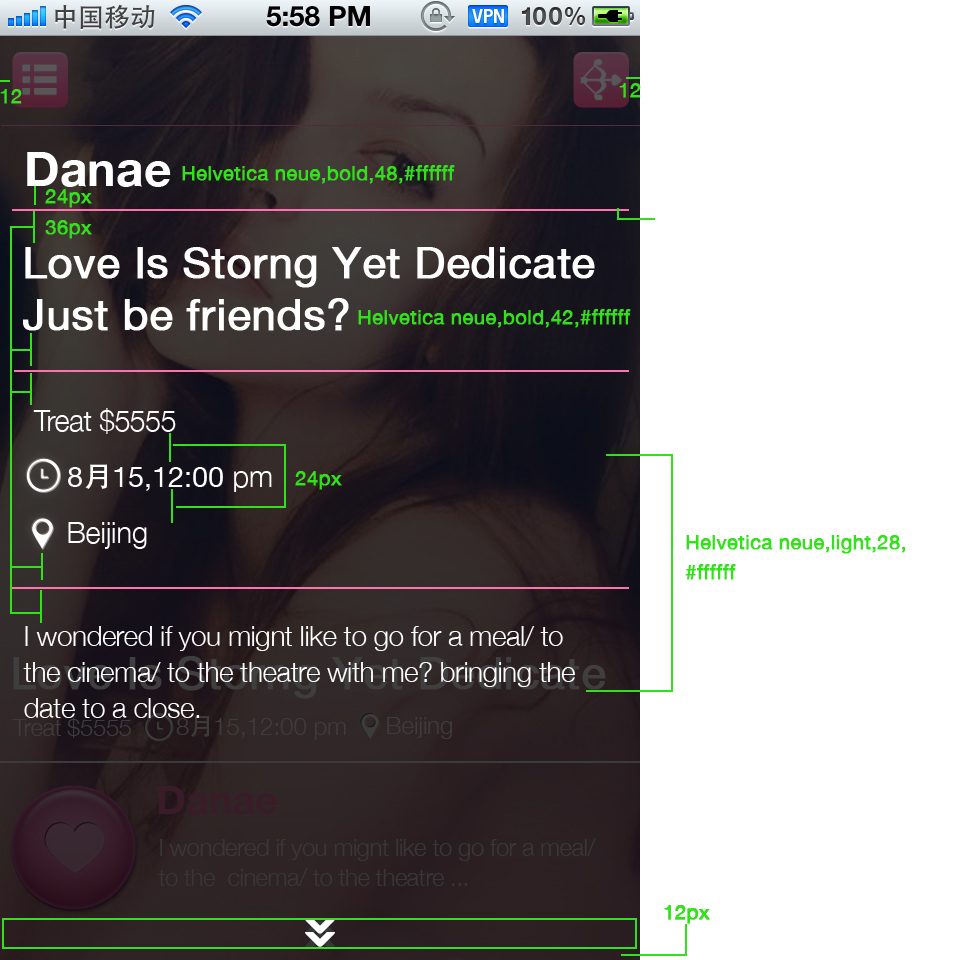 中国移动 5:58 PM VPN 100%
12 12
Danae Helvetica neue,bold,48,#ffffff
24px
36px
Love Is Storng Yet Dedicate
Just be friends? Helvetica neue,bold,42,#ffffff
Treat $5555
8月15,12:00 pm 24px
Beijing
Helvetica neue,light,28,
#ffffff
I wondered if you mignt like to go for a meal/ to
the cinema/ to the theatre with me? bringing the
date to a close.
Love Is Storng Yet Dedicate
Treat $5555 8月15,12:00 pm Beijing
Danae
I wondered if you mignt like to go for a meal/
to the cinema/ to the theatre ...
12px